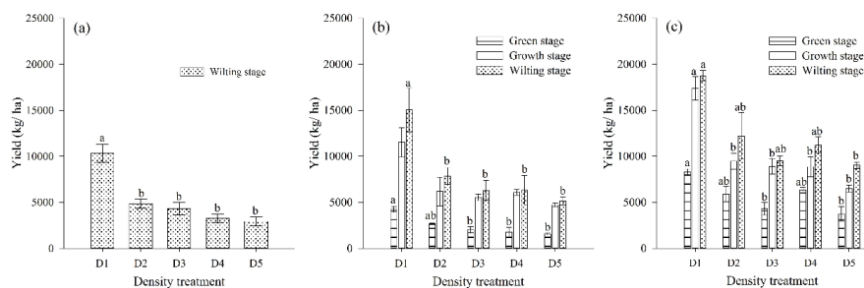 (a)
25000
20000
15000
10000
5000
0
Yield (kg/ ha)
Wilting stage
a
b
b
b
b
D1 D2 D3 D4 D5
Density treatment
(b)
25000
20000
15000
10000
5000
0
Yield (kg/ ha)
Green stage
Growth stage
Wilting stage
a a a
ab b
b b
b b
b b
D1 D2 D3 D4 D5
Density treatment
(c)
25000
20000
15000
10000
5000
0
Yield (kg/ ha)
Green stage
Growth stage
Wilting stage
a a a
ab b ab
b b ab
ab b ab
b b b
D1 D2 D3 D4 D5
Density treatment